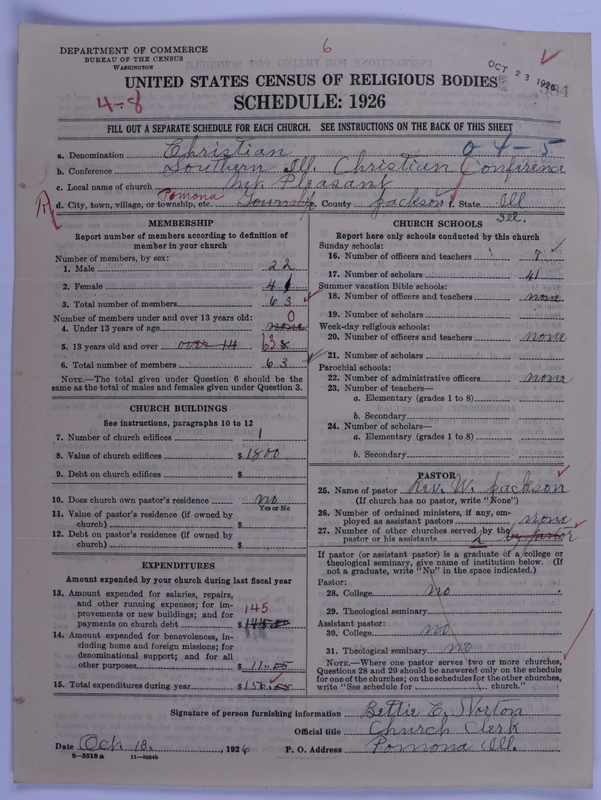 DEPARTMENT OF COMMERCE
BUREAU OF THE CENSUS
WASHINGTON
6
OCT 23 1926
UNITED STATES CENSUS OF RELIGIOUS BODIES
4-8
SCHEDULE: 1926
FILL OUT A SEPARATE SCHEDULE FOR EACH CHURCH. SEE INSTRUCTIONS ON THE BACK OF THIS SHEET
a. Denomination Christian 04-5
b. Conference Southern Ill. Christian Conference
c. Local name of church Mt. Pleasant
d. City, town, village, or township, etc. Pomona Township e. County Jackson f. State Ill
MEMBERSHIP
Report number of members according to definition of
member in your church
Number of members, by sex:
1. Male 22
2. Female 41
3. Total number of members 63
Number of members under and over 13 years old:
4. Under 13 years of age none 0
5. 13 years old and over over 14 63
6. Total number of members 63
NOTE.—The total given under Question 6 should be
same as the total of males and females given under Question 3.
CHURCH BUILDINGS
See instructions, paragraphs 10 to 12
7. Number of church edifices 1
8. Value of church edifices $1800
9. Debt on church edifices $
10. Does church own pastor's residence no
Yes or No
11. Value of pastor's residence (if owned by
church) $
12. Debt on pastor's residence (if owned by
church) $
EXPENDITURES
Amount expended by your church during last fiscal year
13. Amount expended for salaries, repairs,
and other running expenses; for im-
provements or new buildings; and for 145
payments on church debt $145.00
14. Amount expended for benevolences, in-
cluding home and foreign missions; for
denominational support; and for all
other purposes $11.00
15. Total expenditures during year $156.00
CHURCH SCHOOLS
Report here only schools conducted by this church
Sunday schools:
16. Number of officers and teachers 7
17. Number of scholars 41
Summer vacation Bible schools:
18. Number of officers and teachers none
19. Number of scholars
Week-day religious schools:
20. Number of officers and teachers none
21. Number of scholars
Parochial schools:
22. Number of administrative officers none
23. Number of teachers—
a. Elementary (grades 1 to 8)
b. Secondary
24. Number of scholars—
a. Elementary (grades 1 to 8)
b. Secondary
PASTOR
25. Name of pastor Rev. W. Jackson
(If church has no pastor, write "None")
26. Number of ordained ministers, if any, em-
ployed as assistant pastors none
27. Number of other churches served by the
pastor or his assistants 2 by pastor
If pastor (or assistant pastor) is a graduate of a college or
theological seminary, give name of institution below. (If
not a graduate, write "No" in the space indicated.)
Pastor:
28. College no
29. Theological seminary
Assistant pastor:
30. College no
31. Theological seminary no
NOTE.—Where one pastor serves two or more churches,
Questions 28 and 29 should be answered only on the schedule
for one of the churches; on the schedules for the other churches,
write "See schedule for church."
Signature of person furnishing information Bettie E. Norton
Official title Church Clerk
Date Oct 18, 1926 P. O. Address Pomona Ill.
8-5518a 11-9034b